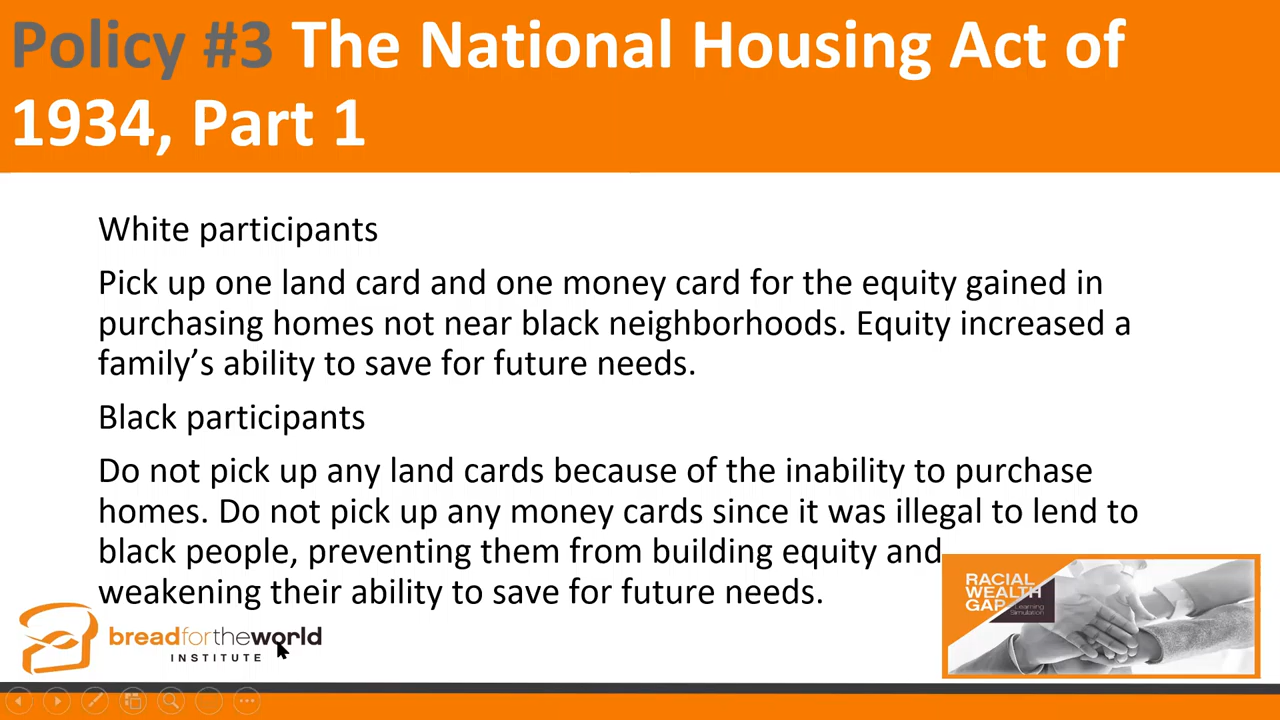 Policy #3 The National Housing Act of
1934, Part 1
White participants
Pick up one land card and one money card for the equity gained in
purchasing homes not near black neighborhoods. Equity increased a
family’s ability to save for future needs.
Black participants
Do not pick up any land cards because of the inability to purchase
homes. Do not pick up any money cards since it was illegal to lend to
black people, preventing them from building equity and
weakening their ability to save for future needs.
RACIAL
WEALTH
GAP Learning
Simulation
breadfortheworld
INSTITUTE